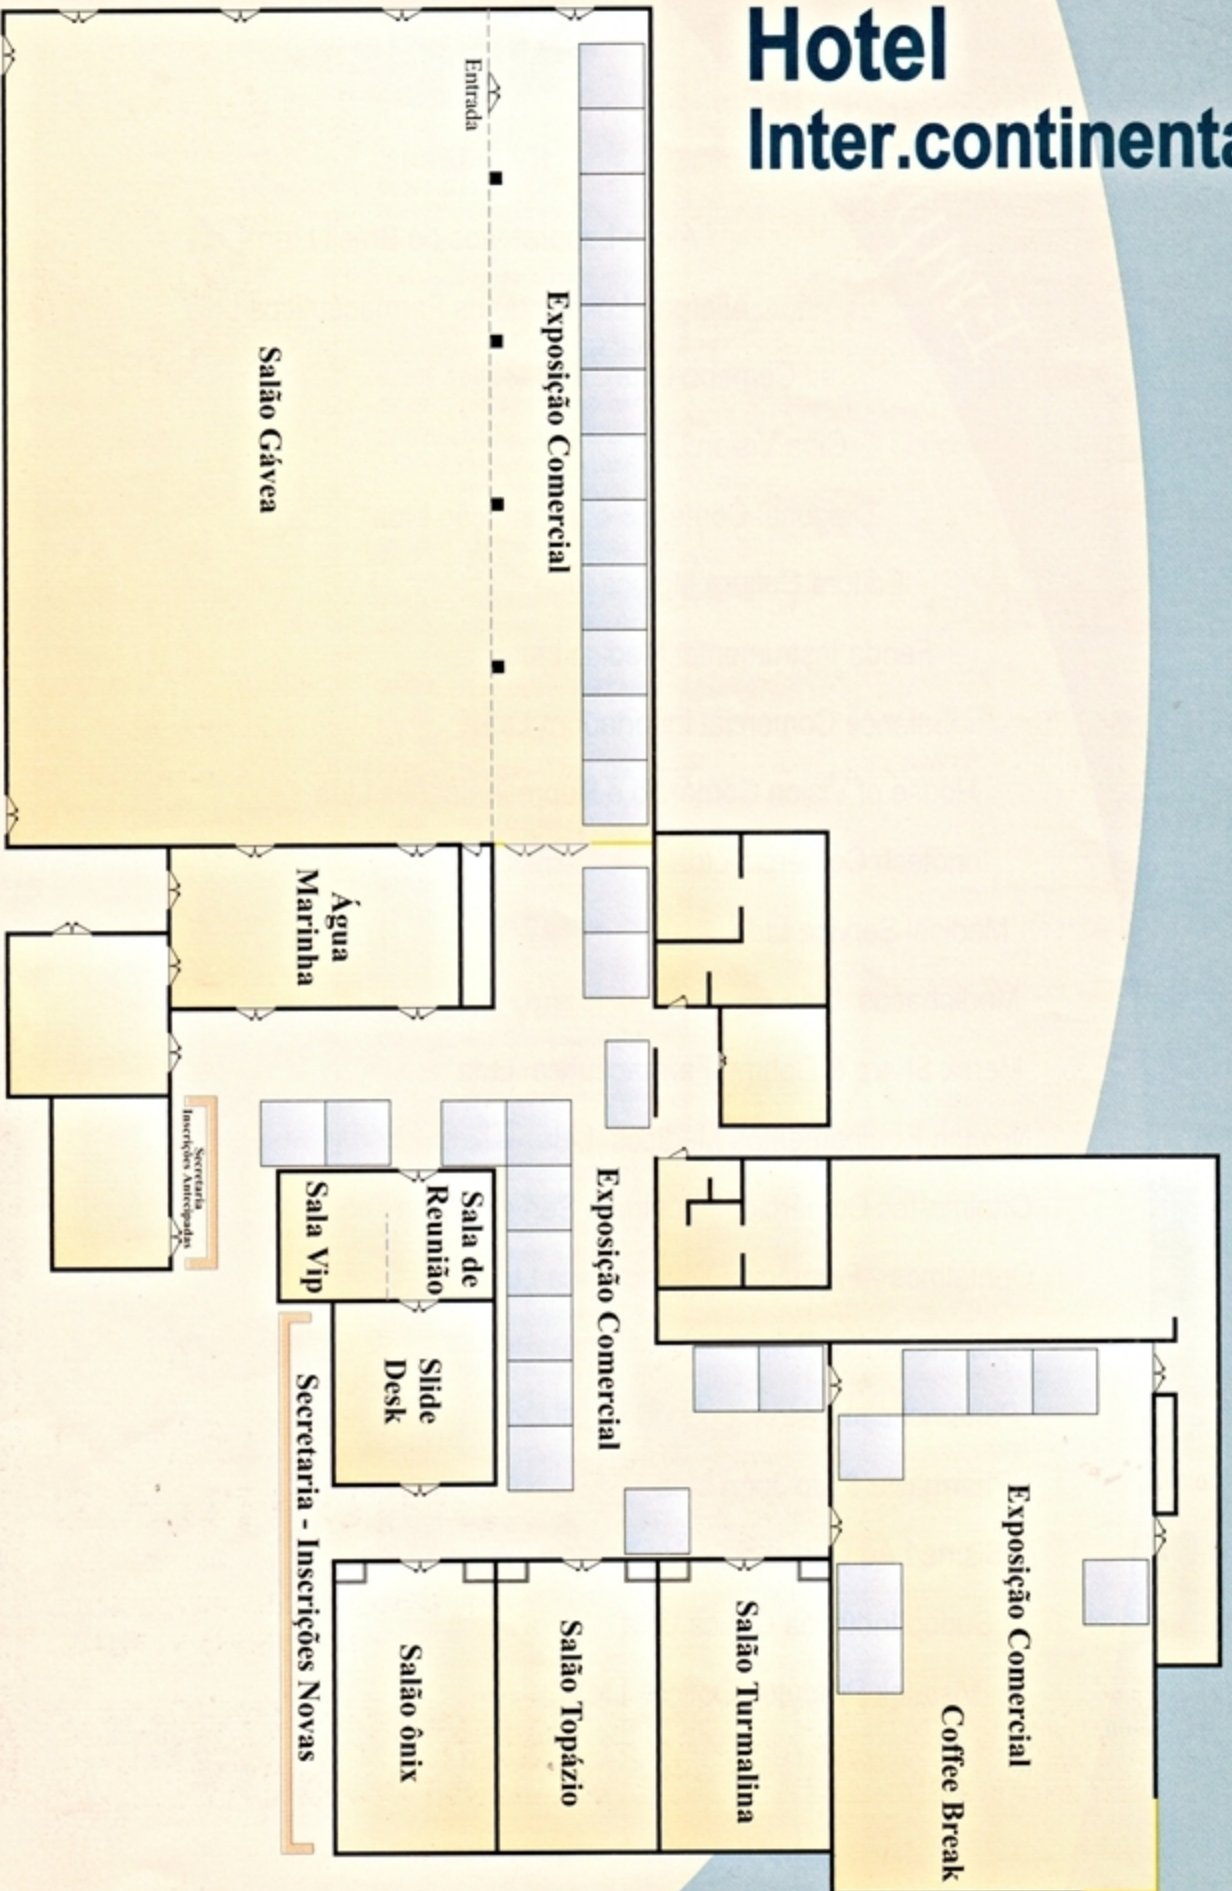 Hotel
Inter.continenta
Entrada
Exposição Comercial
Salão Gávea
Água
Marinha
Secretaria
Inscrições Antecipadas
Sala de
Reunião
Sala Vip
Exposição Comercial
Slide
Desk
Secretaria - Inscrições Novas
Exposição Comercial
Coffee Break
Salão Turmalina
Salão Topázio
Salão ônix